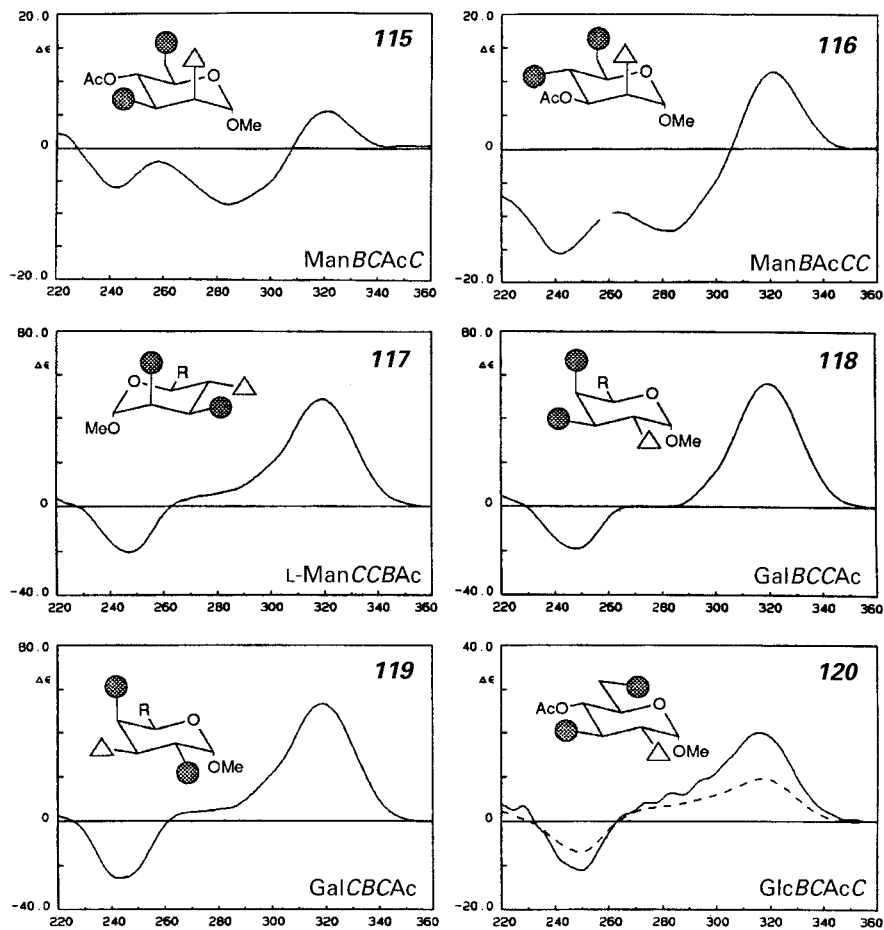 20.0
Δε
0
-20.0
115
AcO
O
OMe
ManBCAcC
220 240 260 280 300 320 340 360
20.0
Δε
0
-20.0
116
AcO
O
OMe
ManBAcCC
220 240 260 280 300 320 340 360
80.0
Δε
0
-40.0
117
O
R
MeO
L-ManCCBAc
220 240 260 280 300 320 340 360
80.0
Δε
0
-40.0
118
R
O
OMe
GalBCCAc
220 240 260 280 300 320 340 360
80.0
Δε
0
-40.0
119
R
O
OMe
GalCBCAc
220 240 260 280 300 320 340 360
40.0
Δε
0
-20.0
120
AcO
O
OMe
GlcBCAcC
220 240 260 280 300 320 340 360